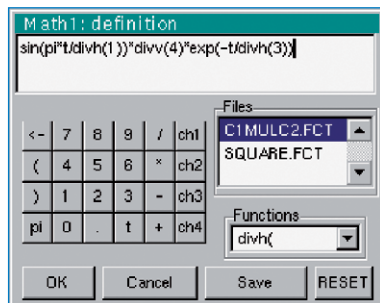 Math1: definition
sin(pi*t/divh(1))*divv(4)*exp(-t/divh(3))
Files
<- 7 8 9 / ch1
C1MULC2.FCT
( 4 5 6 * ch2
SQUARE.FCT
) 1 2 3 - ch3
Functions
pi 0 . t + ch4
divh(
OK Cancel Save RESET